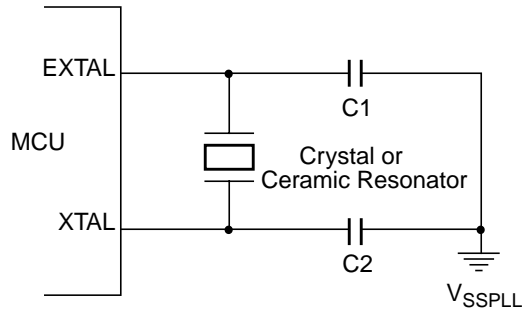 EXTAL
C1
MCU
Crystal or
Ceramic Resonator
XTAL
C2
VSSPLL